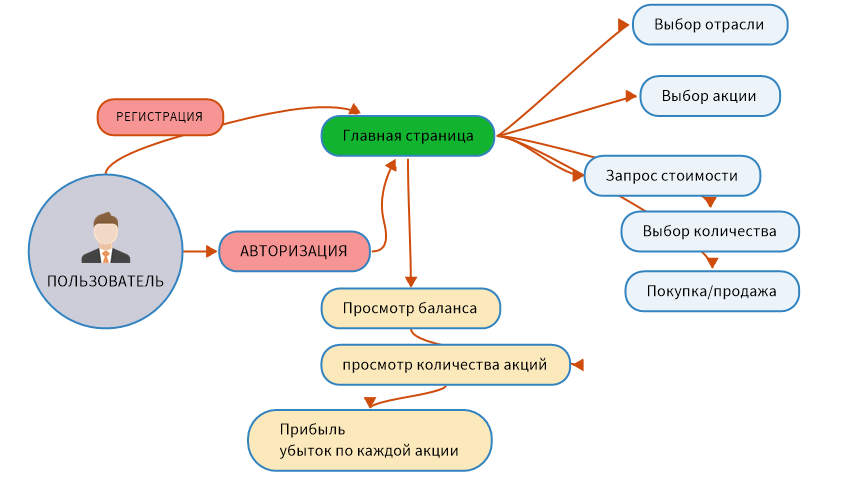 Выбор отрасли
Выбор акции
РЕГИСТРАЦИЯ
Главная страница
Запрос стоимости
Выбор количества
АВТОРИЗАЦИЯ
ПОЛЬЗОВАТЕЛЬ
Покупка/продажа
Просмотр баланса
просмотр количества акций
Прибыль
убыток по каждой акции